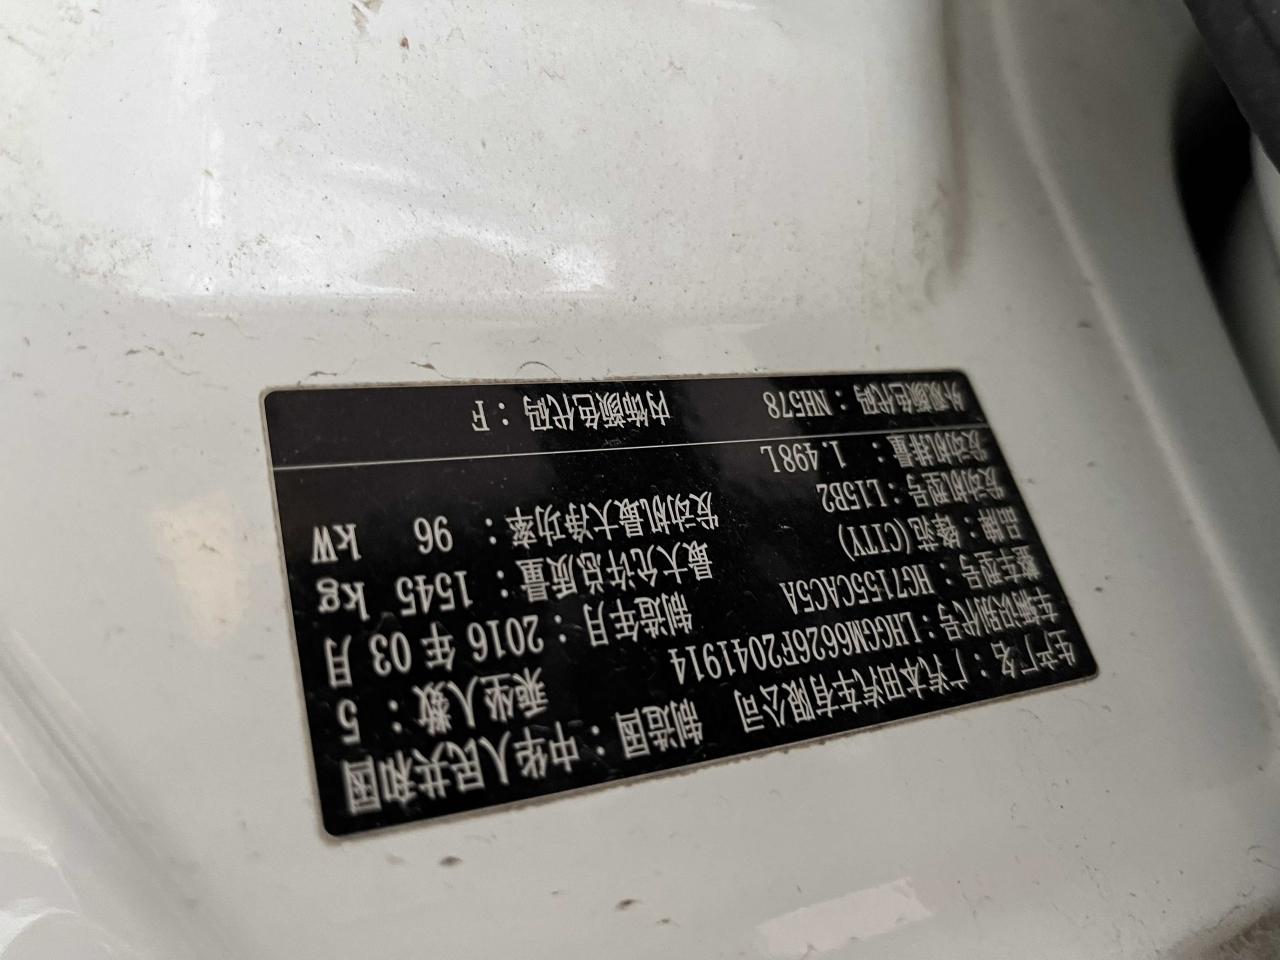 生产厂名：广汽本田汽车有限公司 制造国：中华人民共和国
车辆识别代号：LHGGM6626F2041914 乘坐人数：5
整车型号：HG7155CAC5A 制造年月：2016 年 03 月
品牌：锋范(CITY) 最大允许总质量：1545 kg
发动机型号：L15B2 发动机最大净功率：96 kW
发动机排量：1.498L
外观颜色代码：NH578 内饰颜色代码：F